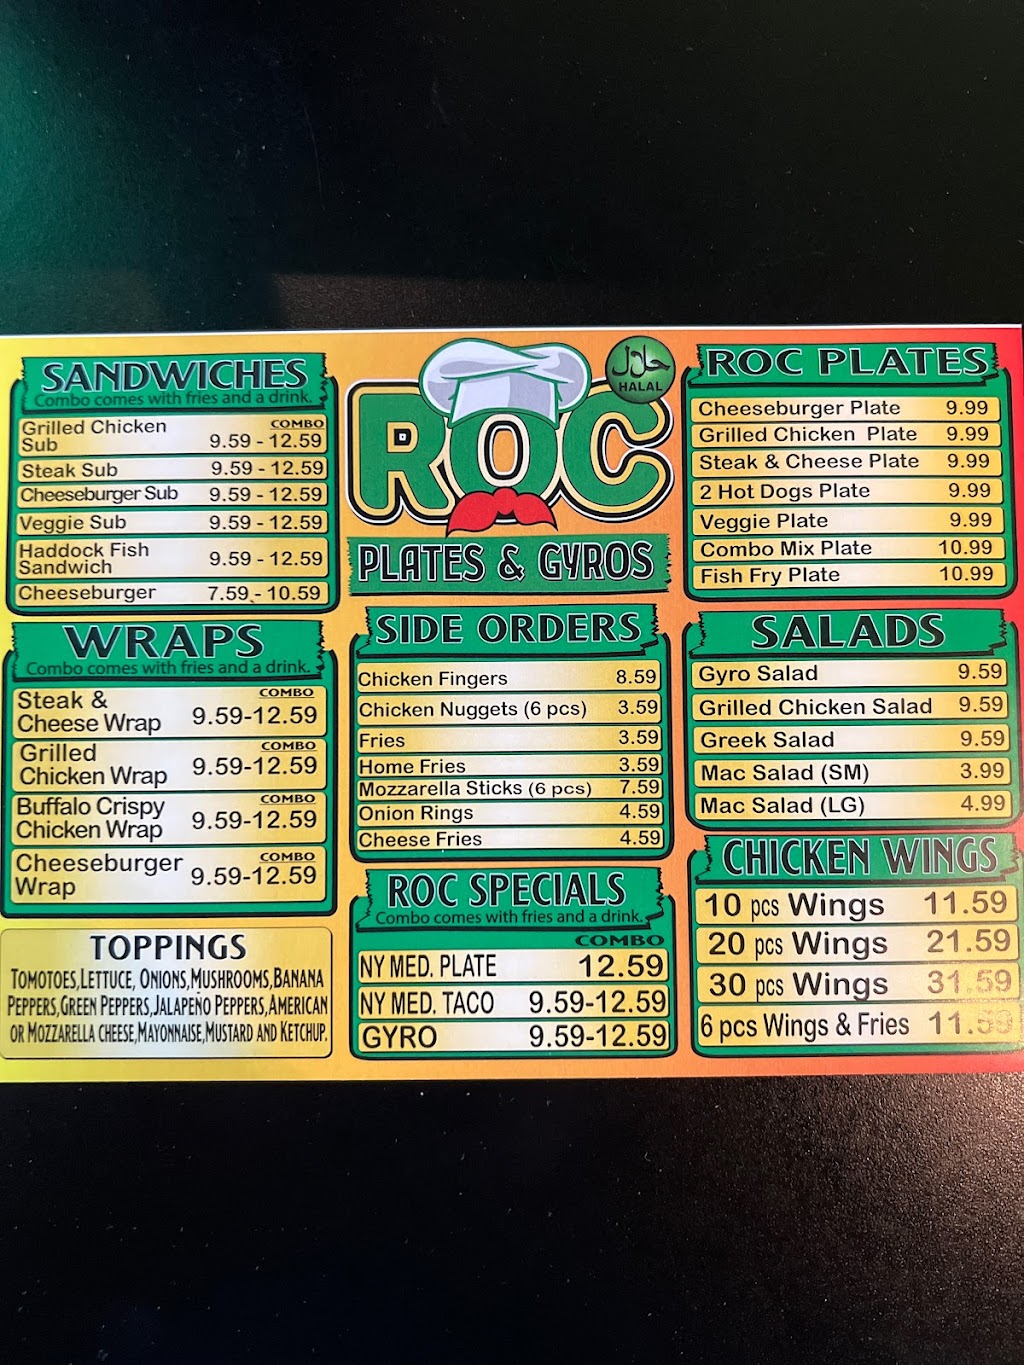 SANDWICHES
Combo comes with fries and a drink.
COMBO
Grilled Chicken
Sub 9.59 - 12.59
Steak Sub 9.59 - 12.59
Cheeseburger Sub 9.59 - 12.59
Veggie Sub 9.59 - 12.59
Haddock Fish
Sandwich 9.59 - 12.59
Cheeseburger 7.59 - 10.59
WRAPS
Combo comes with fries and a drink.
COMBO
Steak &
Cheese Wrap 9.59-12.59
COMBO
Grilled
Chicken Wrap 9.59-12.59
COMBO
Buffalo Crispy
Chicken Wrap 9.59-12.59
COMBO
Cheeseburger
Wrap 9.59-12.59
TOPPINGS
TOMOTOES,LETTUCE, ONIONS,MUSHROOMS,BANANA
PEPPERS,GREEN PEPPERS,JALAPEÑO PEPPERS,AMERICAN
OR MOZZARELLA CHEESE,MAYONNAISE,MUSTARD AND KETCHUP.
حلال
HALAL
ROC
PLATES & GYROS
SIDE ORDERS
Chicken Fingers 8.59
Chicken Nuggets (6 pcs) 3.59
Fries 3.59
Home Fries 3.59
Mozzarella Sticks (6 pcs) 7.59
Onion Rings 4.59
Cheese Fries 4.59
ROC SPECIALS
Combo comes with fries and a drink.
COMBO
NY MED. PLATE 12.59
NY MED. TACO 9.59-12.59
GYRO 9.59-12.59
ROC PLATES
Cheeseburger Plate 9.99
Grilled Chicken Plate 9.99
Steak & Cheese Plate 9.99
2 Hot Dogs Plate 9.99
Veggie Plate 9.99
Combo Mix Plate 10.99
Fish Fry Plate 10.99
SALADS
Gyro Salad 9.59
Grilled Chicken Salad 9.59
Greek Salad 9.59
Mac Salad (SM) 3.99
Mac Salad (LG) 4.99
CHICKEN WINGS
10 pcs Wings 11.59
20 pcs Wings 21.59
30 pcs Wings 31.59
6 pcs Wings & Fries 11.59